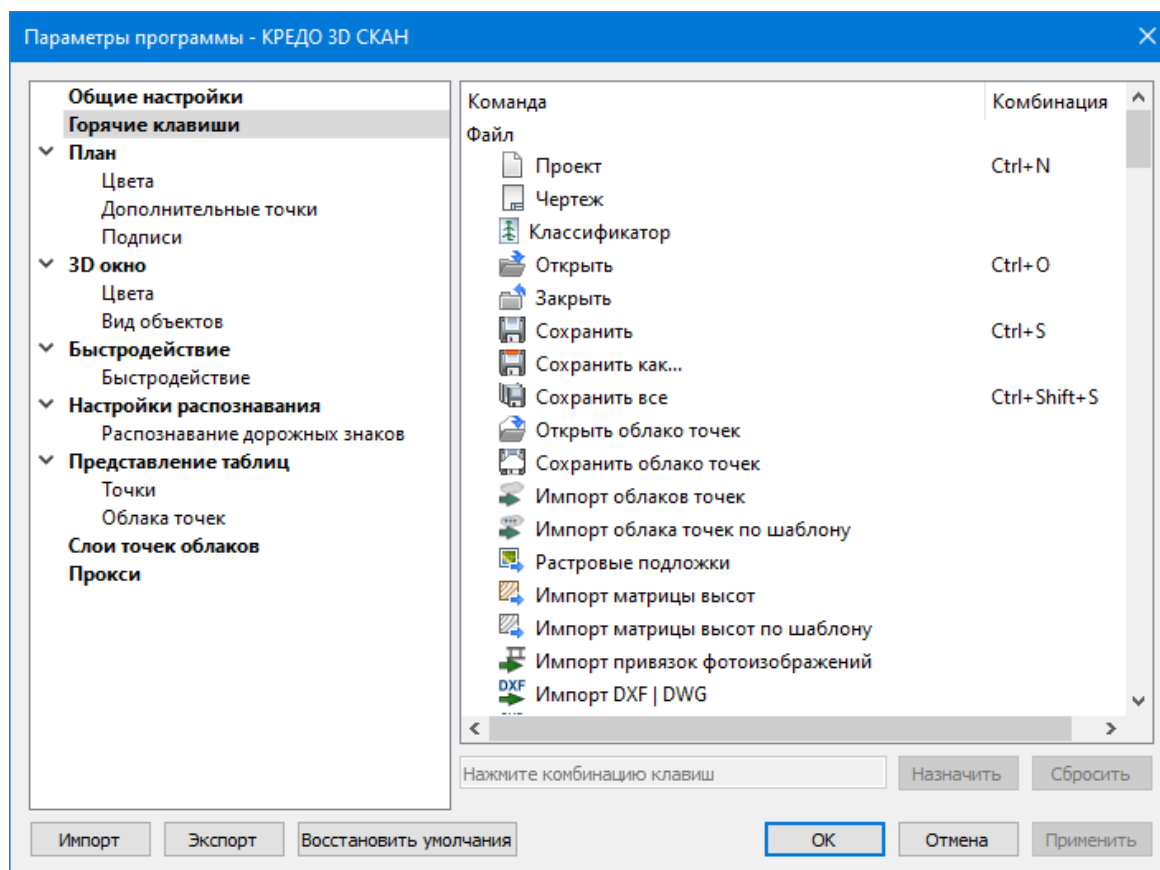 Параметры программы - КРЕДО 3D СКАН
Общие настройки
Горячие клавиши
План
Цвета
Дополнительные точки
Подписи
3D окно
Цвета
Вид объектов
Быстродействие
Быстродействие
Настройки распознавания
Распознавание дорожных знаков
Представление таблиц
Точки
Облака точек
Слои точек облаков
Прокси
Команда Комбинация
Файл
Проект Ctrl+N
Чертеж
Классификатор
Открыть Ctrl+O
Закрыть
Сохранить Ctrl+S
Сохранить как...
Сохранить все Ctrl+Shift+S
Открыть облако точек
Сохранить облако точек
Импорт облаков точек
Импорт облака точек по шаблону
Растровые подложки
Импорт матрицы высот
Импорт матрицы высот по шаблону
Импорт привязок фотоизображений
DXF Импорт DXF | DWG
Нажмите комбинацию клавиш Назначить Сбросить
Импорт Экспорт Восстановить умолчания OK Отмена Применить